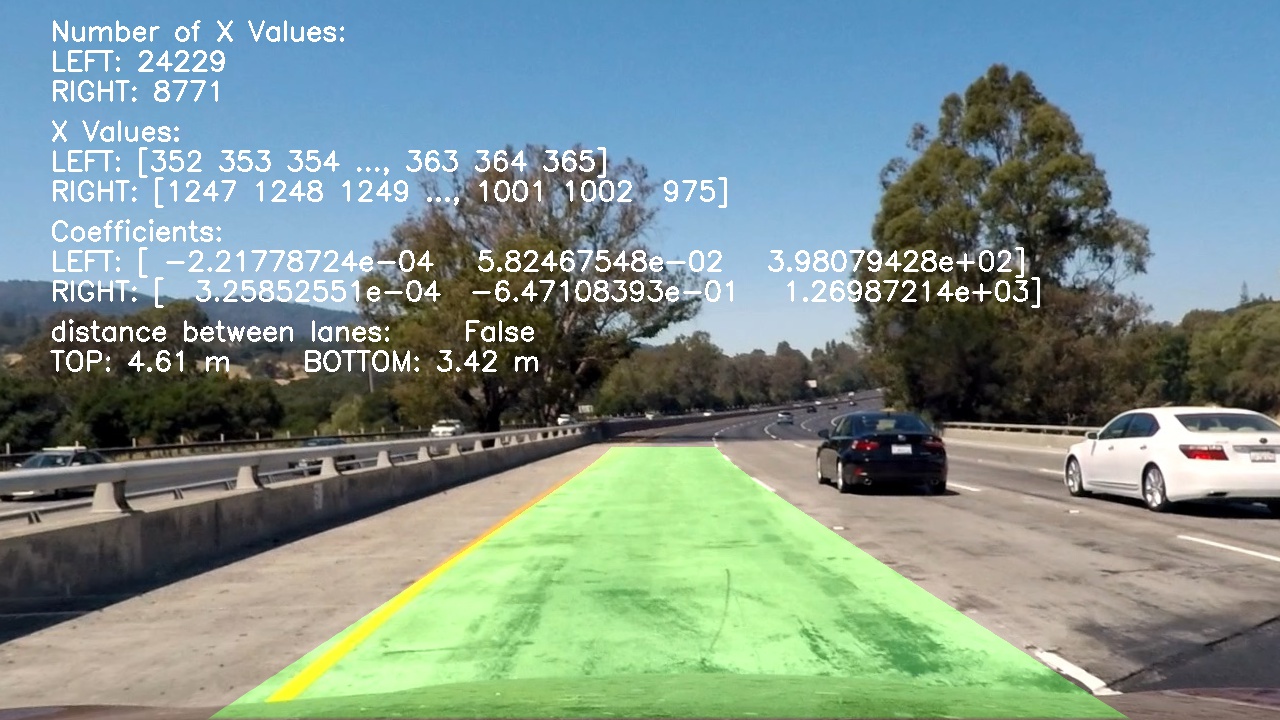 Number of X Values:
LEFT: 24229
RIGHT: 8771
X Values:
LEFT: [352 353 354 ..., 363 364 365]
RIGHT: [1247 1248 1249 ..., 1001 1002 975]
Coefficients:
LEFT: [ -2.21778724e-04 5.82467548e-02 3.98079428e+02]
RIGHT: [ 3.25852551e-04 -6.47108393e-01 1.26987214e+03]
distance between lanes: False
TOP: 4.61 m BOTTOM: 3.42 m